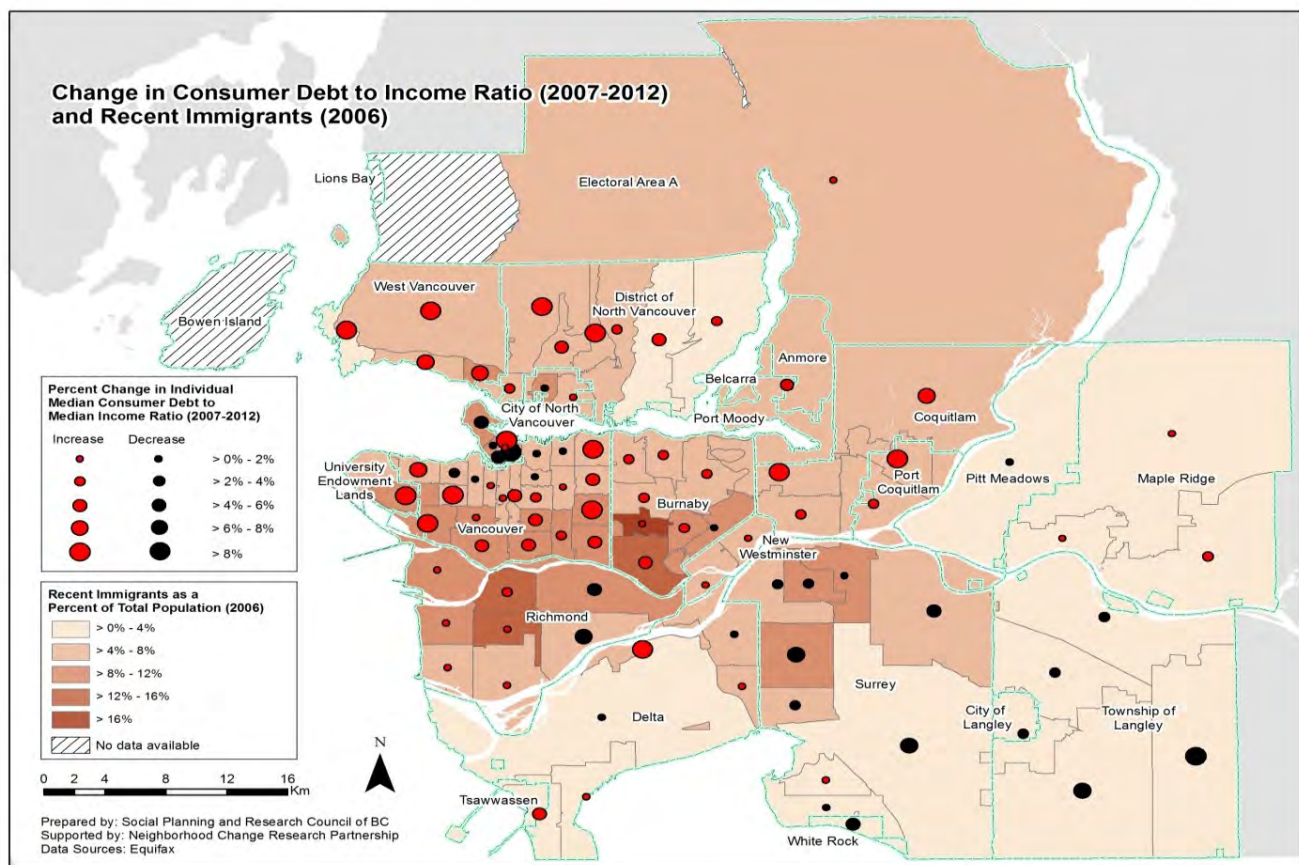 Change in Consumer Debt to Income Ratio (2007-2012)
and Recent Immigrants (2006)
Lions Bay
Electoral Area A
West Vancouver
District of
North Vancouver
Bowen Island
Anmore
Belcarra
Coquitlam
City of North
Vancouver
Port Moody
University
Endowment
Lands
Port
Coquitlam
Pitt Meadows
Maple Ridge
Vancouver
Burnaby
New
Westminster
Richmond
Surrey
Delta
City of
Langley
Township of
Langley
Tsawwassen
White Rock
Percent Change in Individual
Median Consumer Debt to
Median Income Ratio (2007-2012)
Increase Decrease
> 0% - 2%
> 2% - 4%
> 4% - 6%
> 6% - 8%
> 8%
Recent Immigrants as a
Percent of Total Population (2006)
> 0% - 4%
> 4% - 8%
> 8% - 12%
> 12% - 16%
> 16%
No data available
N
0 4 8 12 16
Km
Prepared by: Social Planning and Research Council of BC
Supported by: Neighborhood Change Research Partnership
Data Sources: Equifax